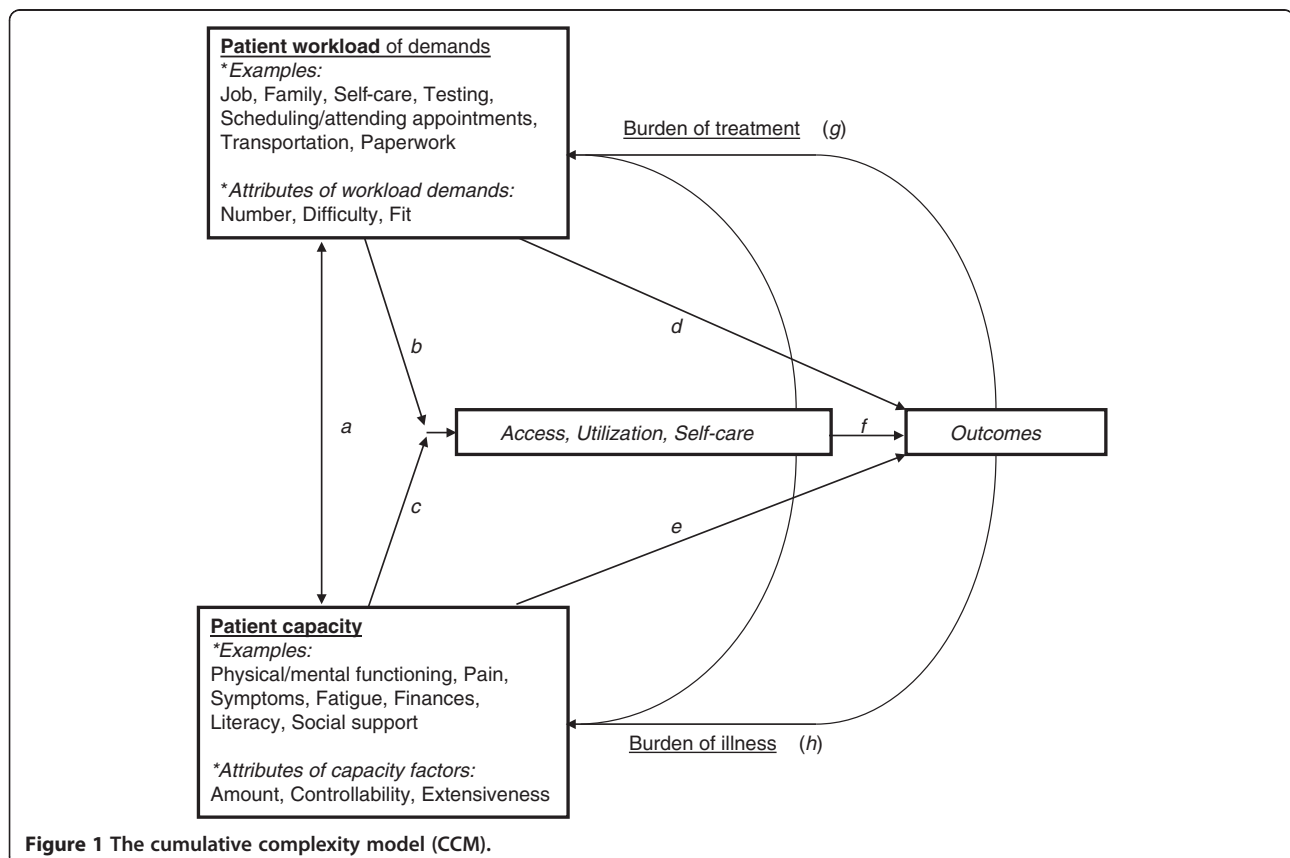 Patient workload of demands
*Examples:
Job, Family, Self-care, Testing,
Scheduling/attending appointments,
Transportation, Paperwork
*Attributes of workload demands:
Number, Difficulty, Fit
Burden of treatment (g)
d
b
a
Access, Utilization, Self-care
f
Outcomes
c
e
Patient capacity
*Examples:
Physical/mental functioning, Pain,
Symptoms, Fatigue, Finances,
Literacy, Social support
*Attributes of capacity factors:
Amount, Controllability, Extensiveness
Burden of illness (h)
Figure 1 The cumulative complexity model (CCM).